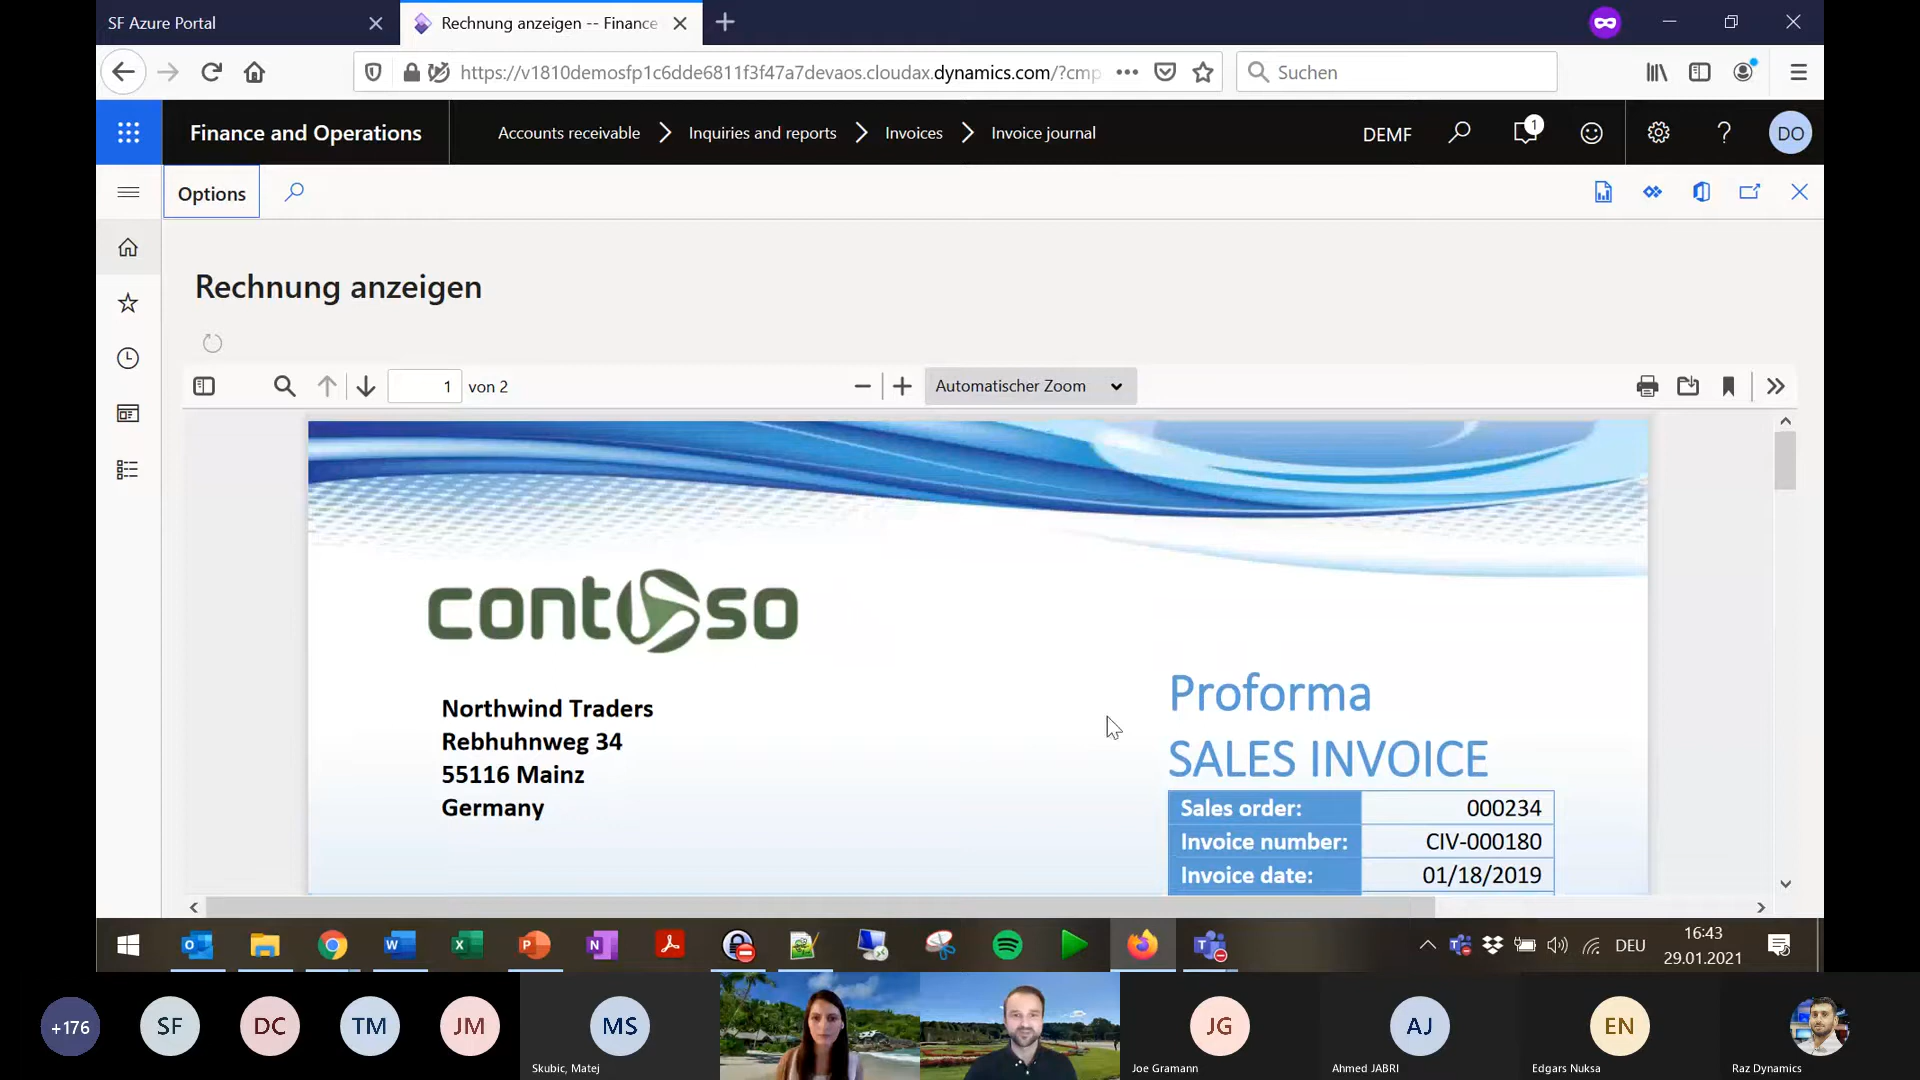 SF Azure Portal
Rechnung anzeigen -- Finance
https://v1810demosfp1c6dde6811f3f47a7devaos.cloudax.dynamics.com/?cmp
Suchen
Finance and Operations
Accounts receivable
Inquiries and reports
Invoices
Invoice journal
DEMF
1
DO
Options
Rechnung anzeigen
1 von 2
Automatischer Zoom
contoso
Northwind Traders
Rebhuhnweg 34
55116 Mainz
Germany
Proforma
SALES INVOICE
Sales order: 000234
Invoice number: CIV-000180
Invoice date: 01/18/2019
DEU
16:43
29.01.2021
+176
SF
DC
TM
JM
MS
Skubic, Matej
JG
Joe Gramann
AJ
Ahmed JABRI
EN
Edgars Nuksa
Raz Dynamics